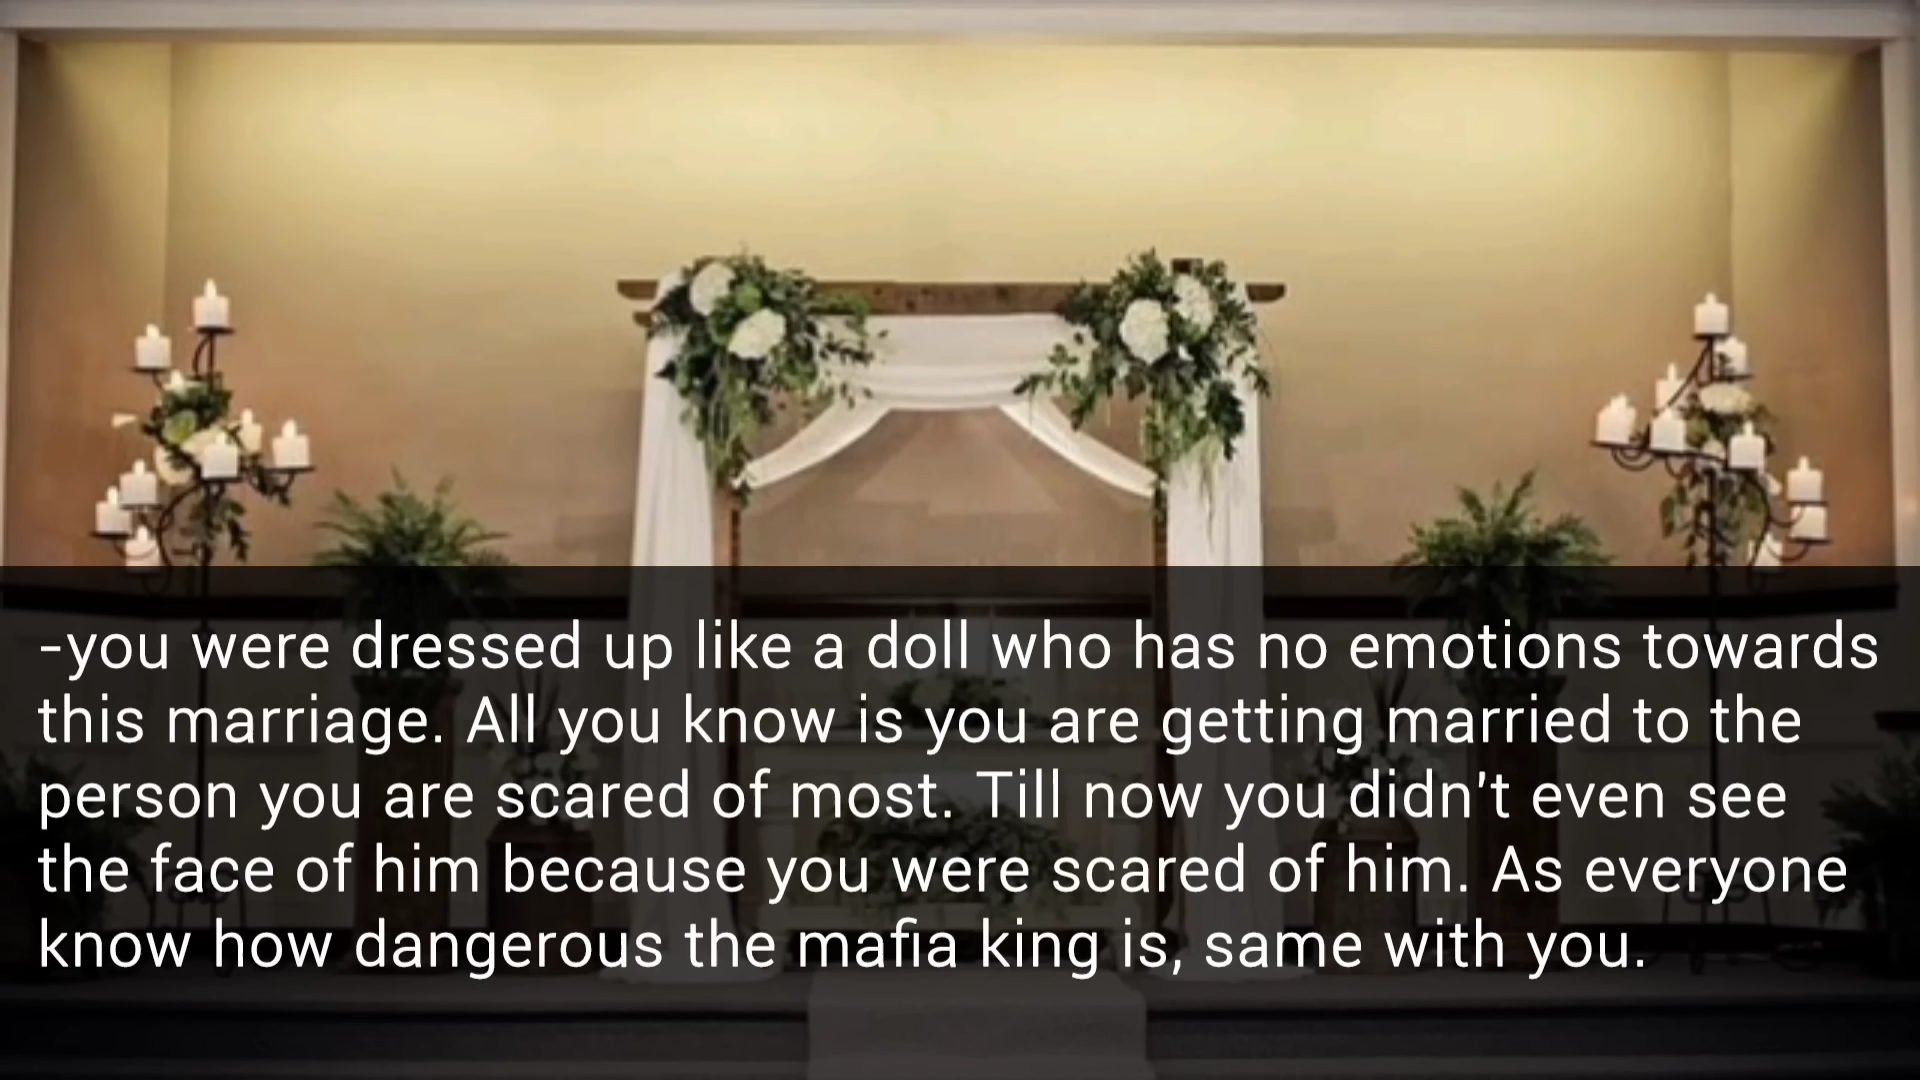 -you were dressed up like a doll who has no emotions towards
this marriage. All you know is you are getting married to the
person you are scared of most. Till now you didn't even see
the face of him because you were scared of him. As everyone
know how dangerous the mafia king is, same with you.